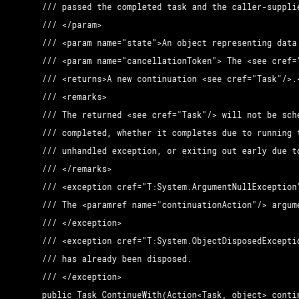 /// passed the completed task and the caller-supplie
/// </param>
/// <param name="state">An object representing data
/// <param name="cancellationToken"> The <see cref="
/// <returns>A new continuation <see cref="Task"/>.<
/// <remarks>
/// The returned <see cref="Task"/> will not be sche
/// completed, whether it completes due to running t
/// unhandled exception, or exiting out early due to
/// </remarks>
/// <exception cref="T:System.ArgumentNullException"
/// The <paramref name="continuationAction"/> argume
/// </exception>
/// <exception cref="T:System.ObjectDisposedExceptio
/// has already been disposed.
/// </exception>
public Task ContinueWith(Action<Task, object> contin